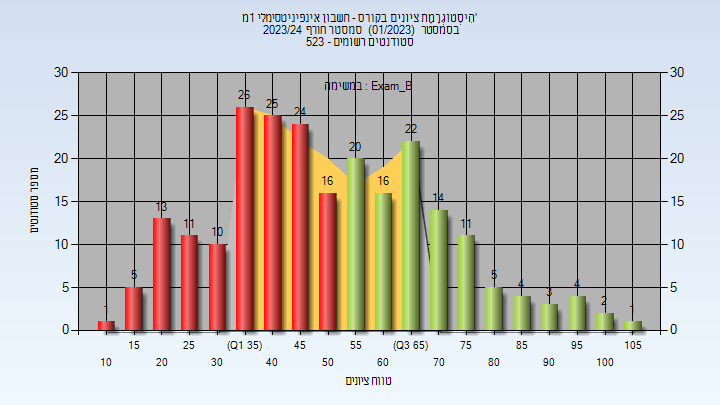 היסטוגרמת ציונים בקורס - חשבון אינפיניטסימלי 1מ'
בסמסטר (01/2023) סמסטר חורף 2023/24
סטודנטים רשומים - 523
במשימה : Exam_B
30 30
25 25
20 20
15 15
10 10
5 5
0 0
מספר סטודנטים
1 5 13 11 10 26 25 24 16 20 16 22 14 11 5 4 3 4 2 1
15 25 (Q1 35) 45 55 (Q3 65) 75 85 95 105
10 20 30 40 50 60 70 80 90 100
טווח ציונים